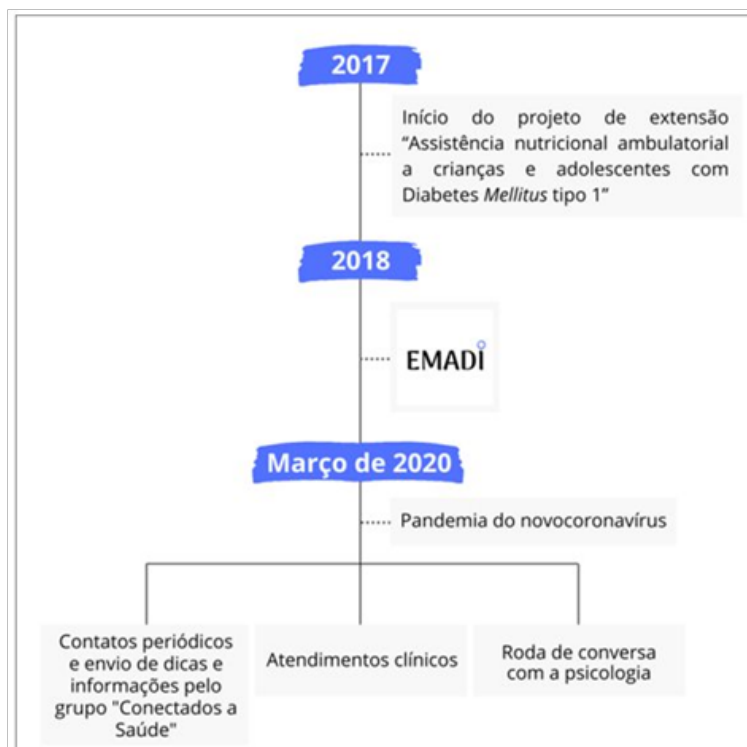 2017
Início do projeto de extensão
“Assistência nutricional ambulatorial
a crianças e adolescentes com
Diabetes Mellitus tipo 1”
2018
EMADI
Março de 2020
Pandemia do novocoronavírus
Contatos periódicos
e envio de dicas e
informações pelo
grupo "Conectados a
Saúde"
Atendimentos clínicos
Roda de conversa
com a psicologia